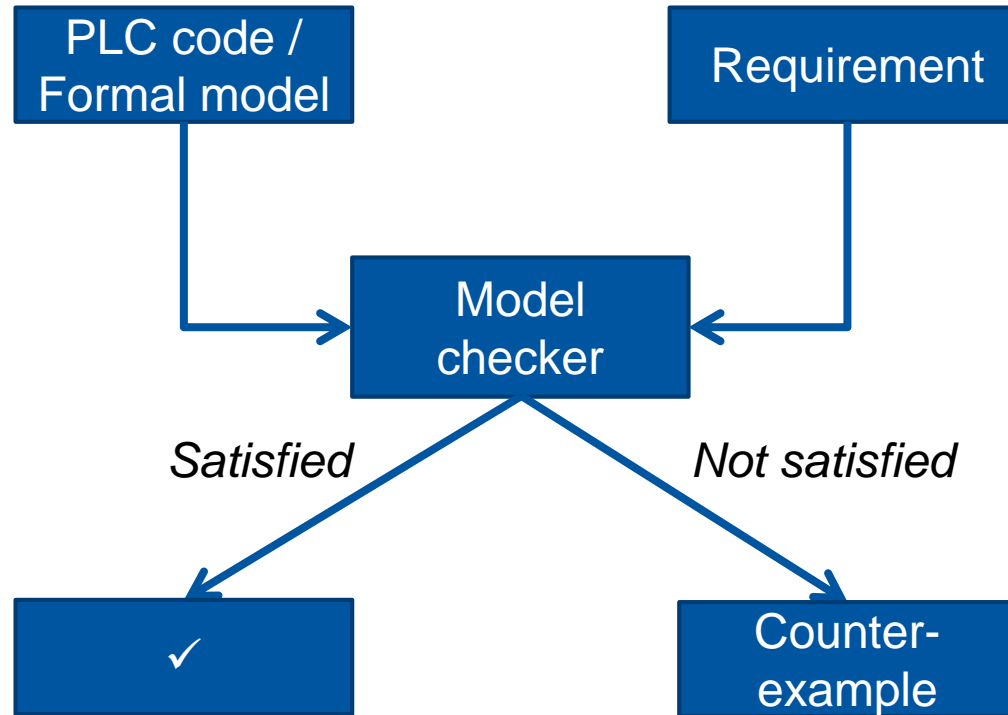 PLC code /
Formal model
Requirement
Model
checker
Satisfied
Not satisfied
✓
Counter-
example